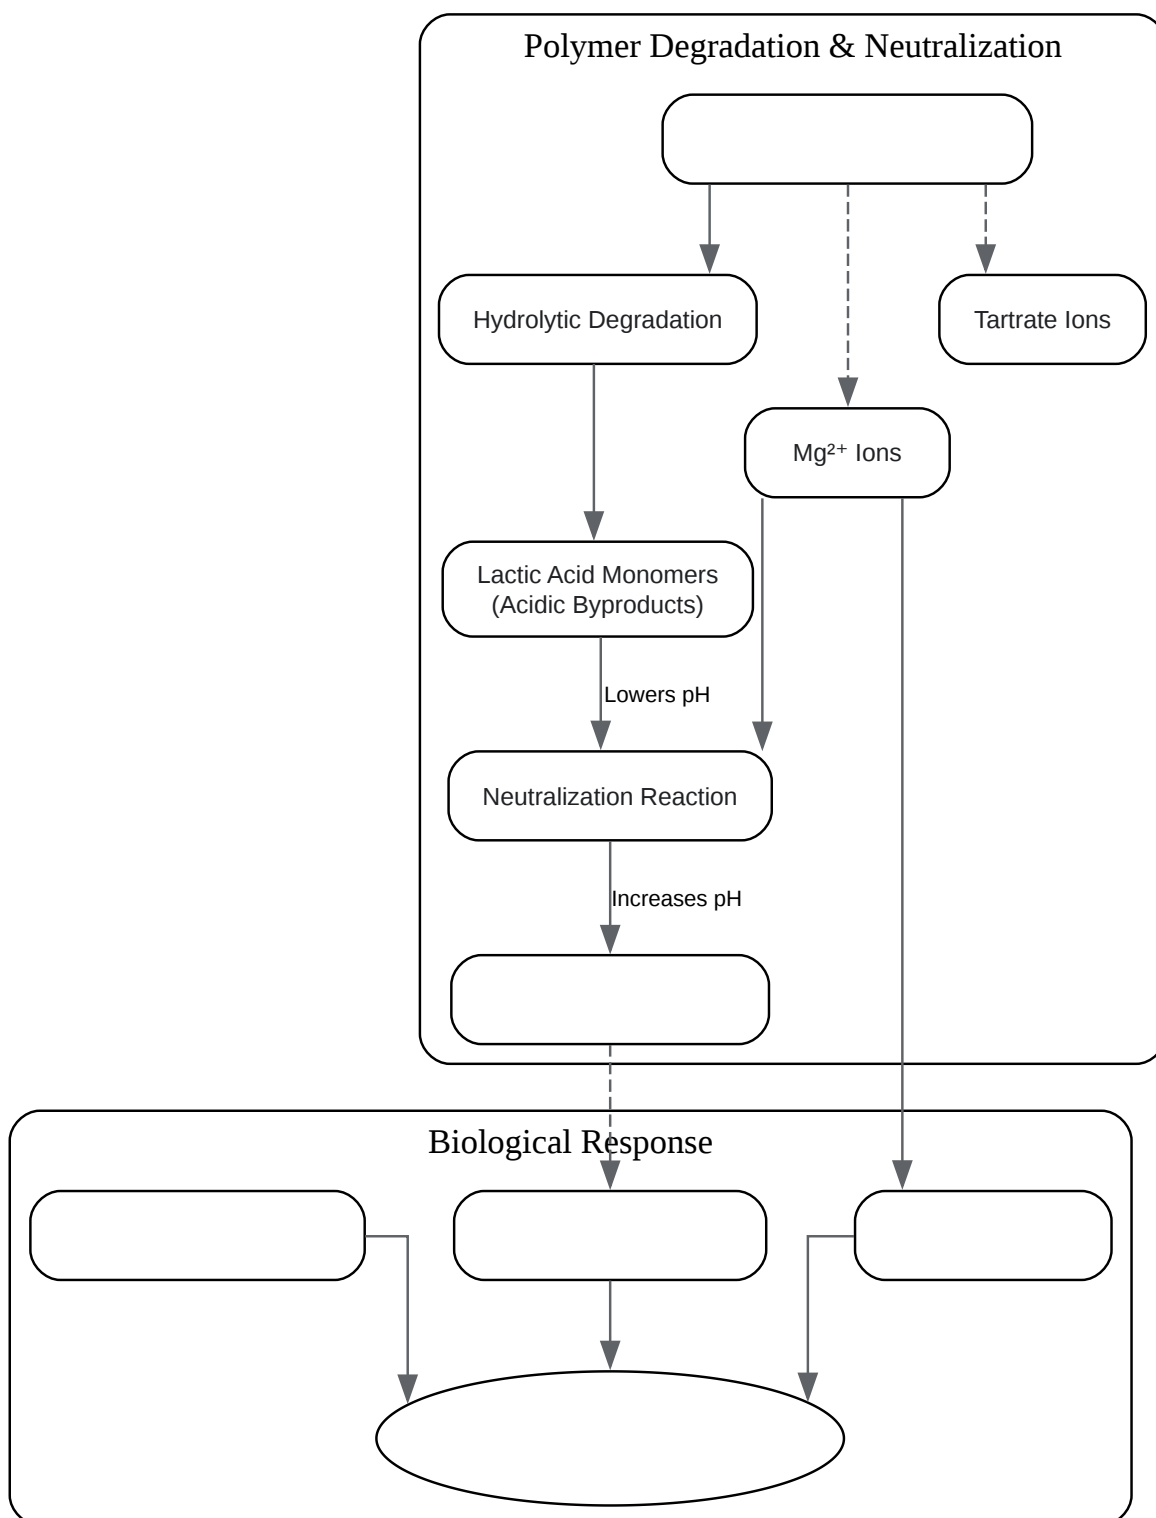 Polymer Degradation & Neutralization
Hydrolytic Degradation
Tartrate Ions
Mg²⁺ Ions
Lactic Acid Monomers
(Acidic Byproducts)
Lowers pH
Neutralization Reaction
Increases pH
Biological Response